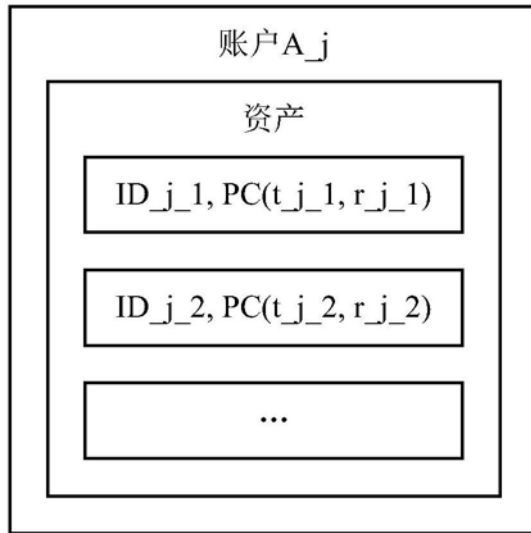 账户A_j
资产
ID_j_1, PC(t_j_1, r_j_1)
ID_j_2, PC(t_j_2, r_j_2)
...